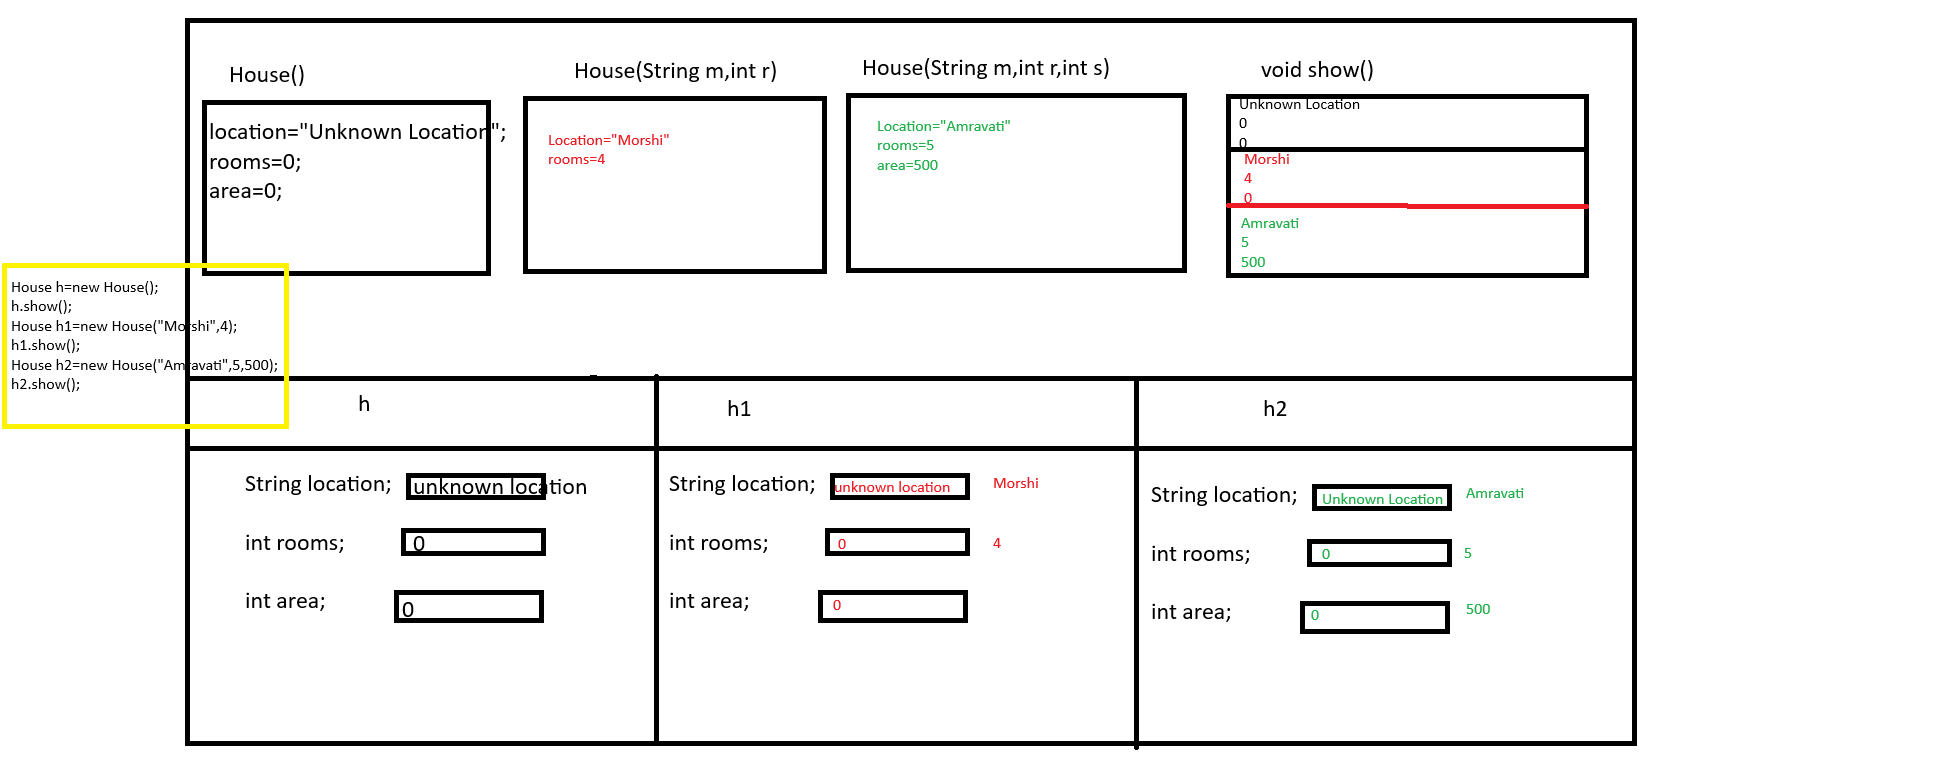 House()
location="Unknown Location";
rooms=0;
area=0;
House(String m,int r)
Location="Morshi"
rooms=4
House(String m,int r,int s)
Location="Amravati"
rooms=5
area=500
void show()
Unknown Location
0
0
Morshi
4
0
Amravati
5
500
House h=new House();
h.show();
House h1=new House("Morshi",4);
h1.show();
House h2=new House("Amravati",5,500);
h2.show();
h
String location; unknown location
int rooms; 0
int area; 0
h1
String location; unknown location Morshi
int rooms; 0 4
int area; 0
h2
String location; Unknown Location Amravati
int rooms; 0 5
int area; 0 500